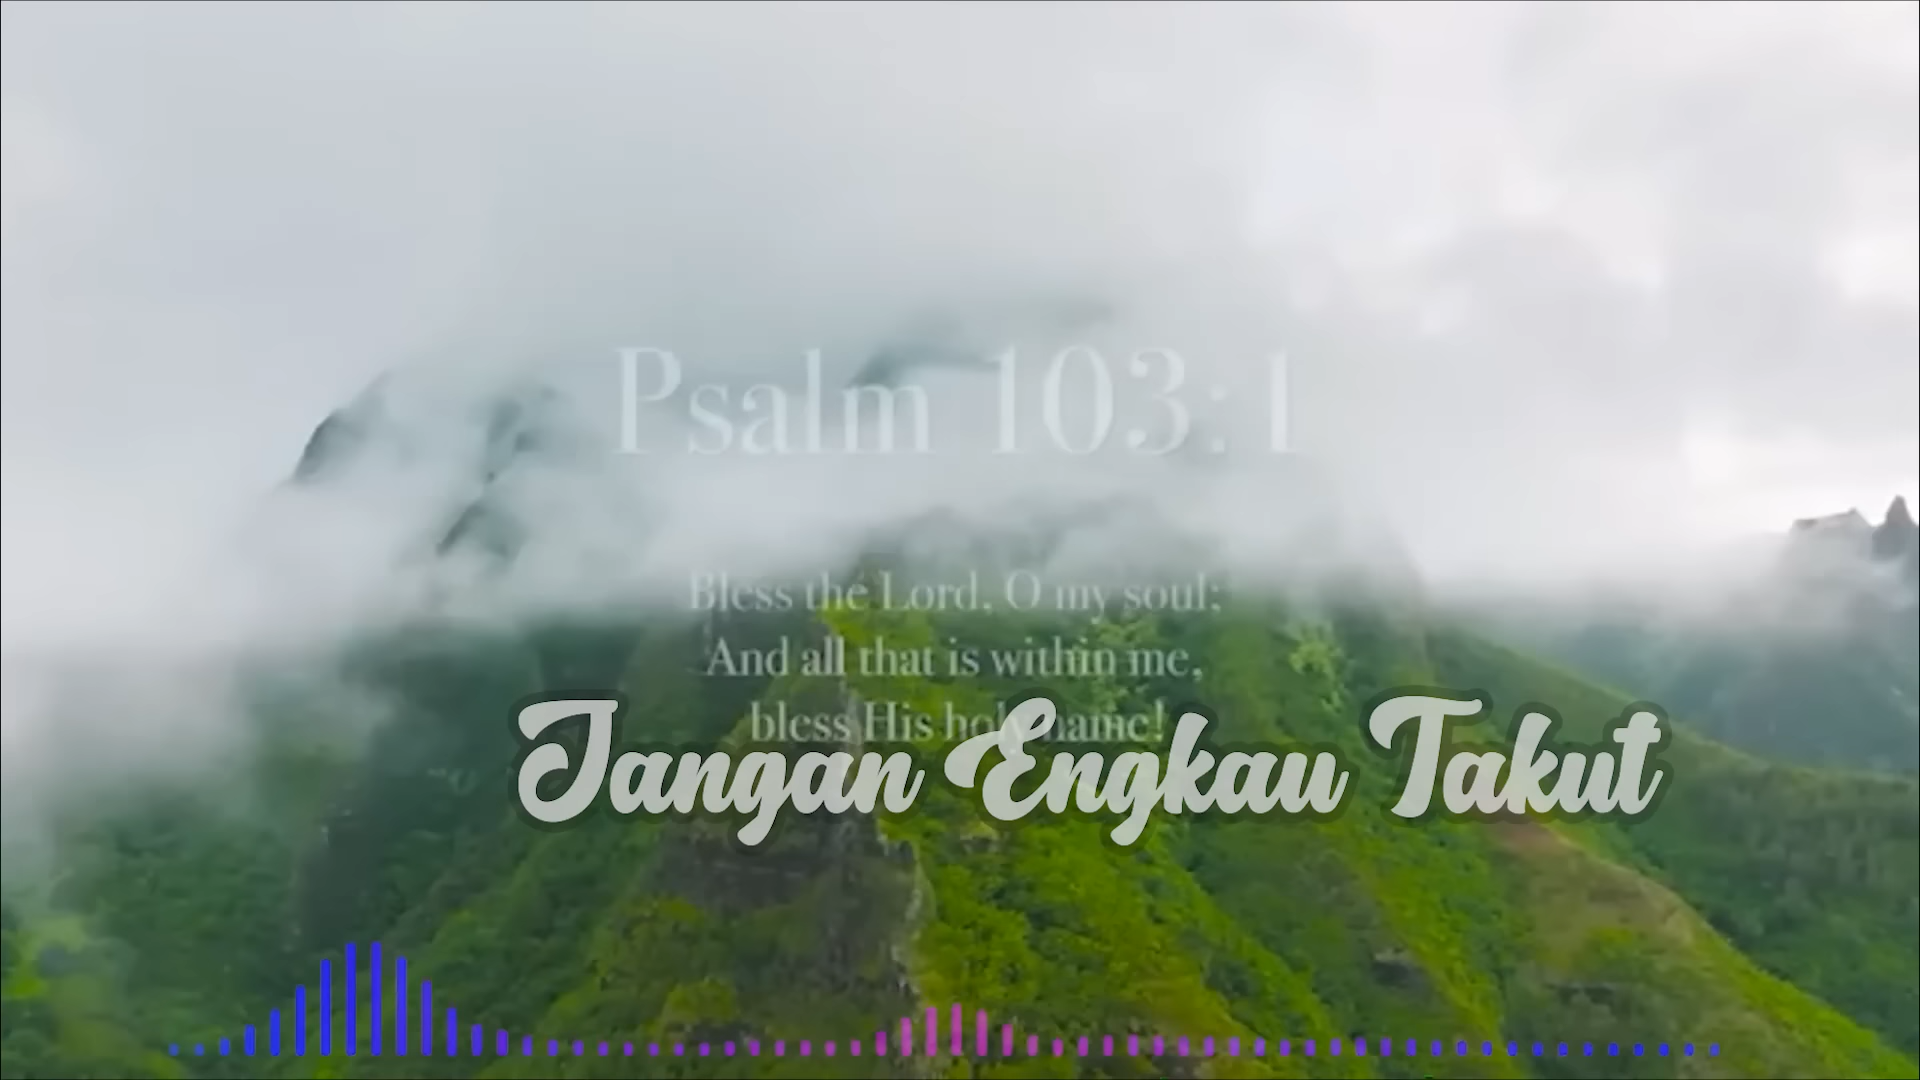 Psalm 103:1
Bless the Lord, O my soul;
And all that is within me,
bless His holy name!
Jangan Engkau Takut